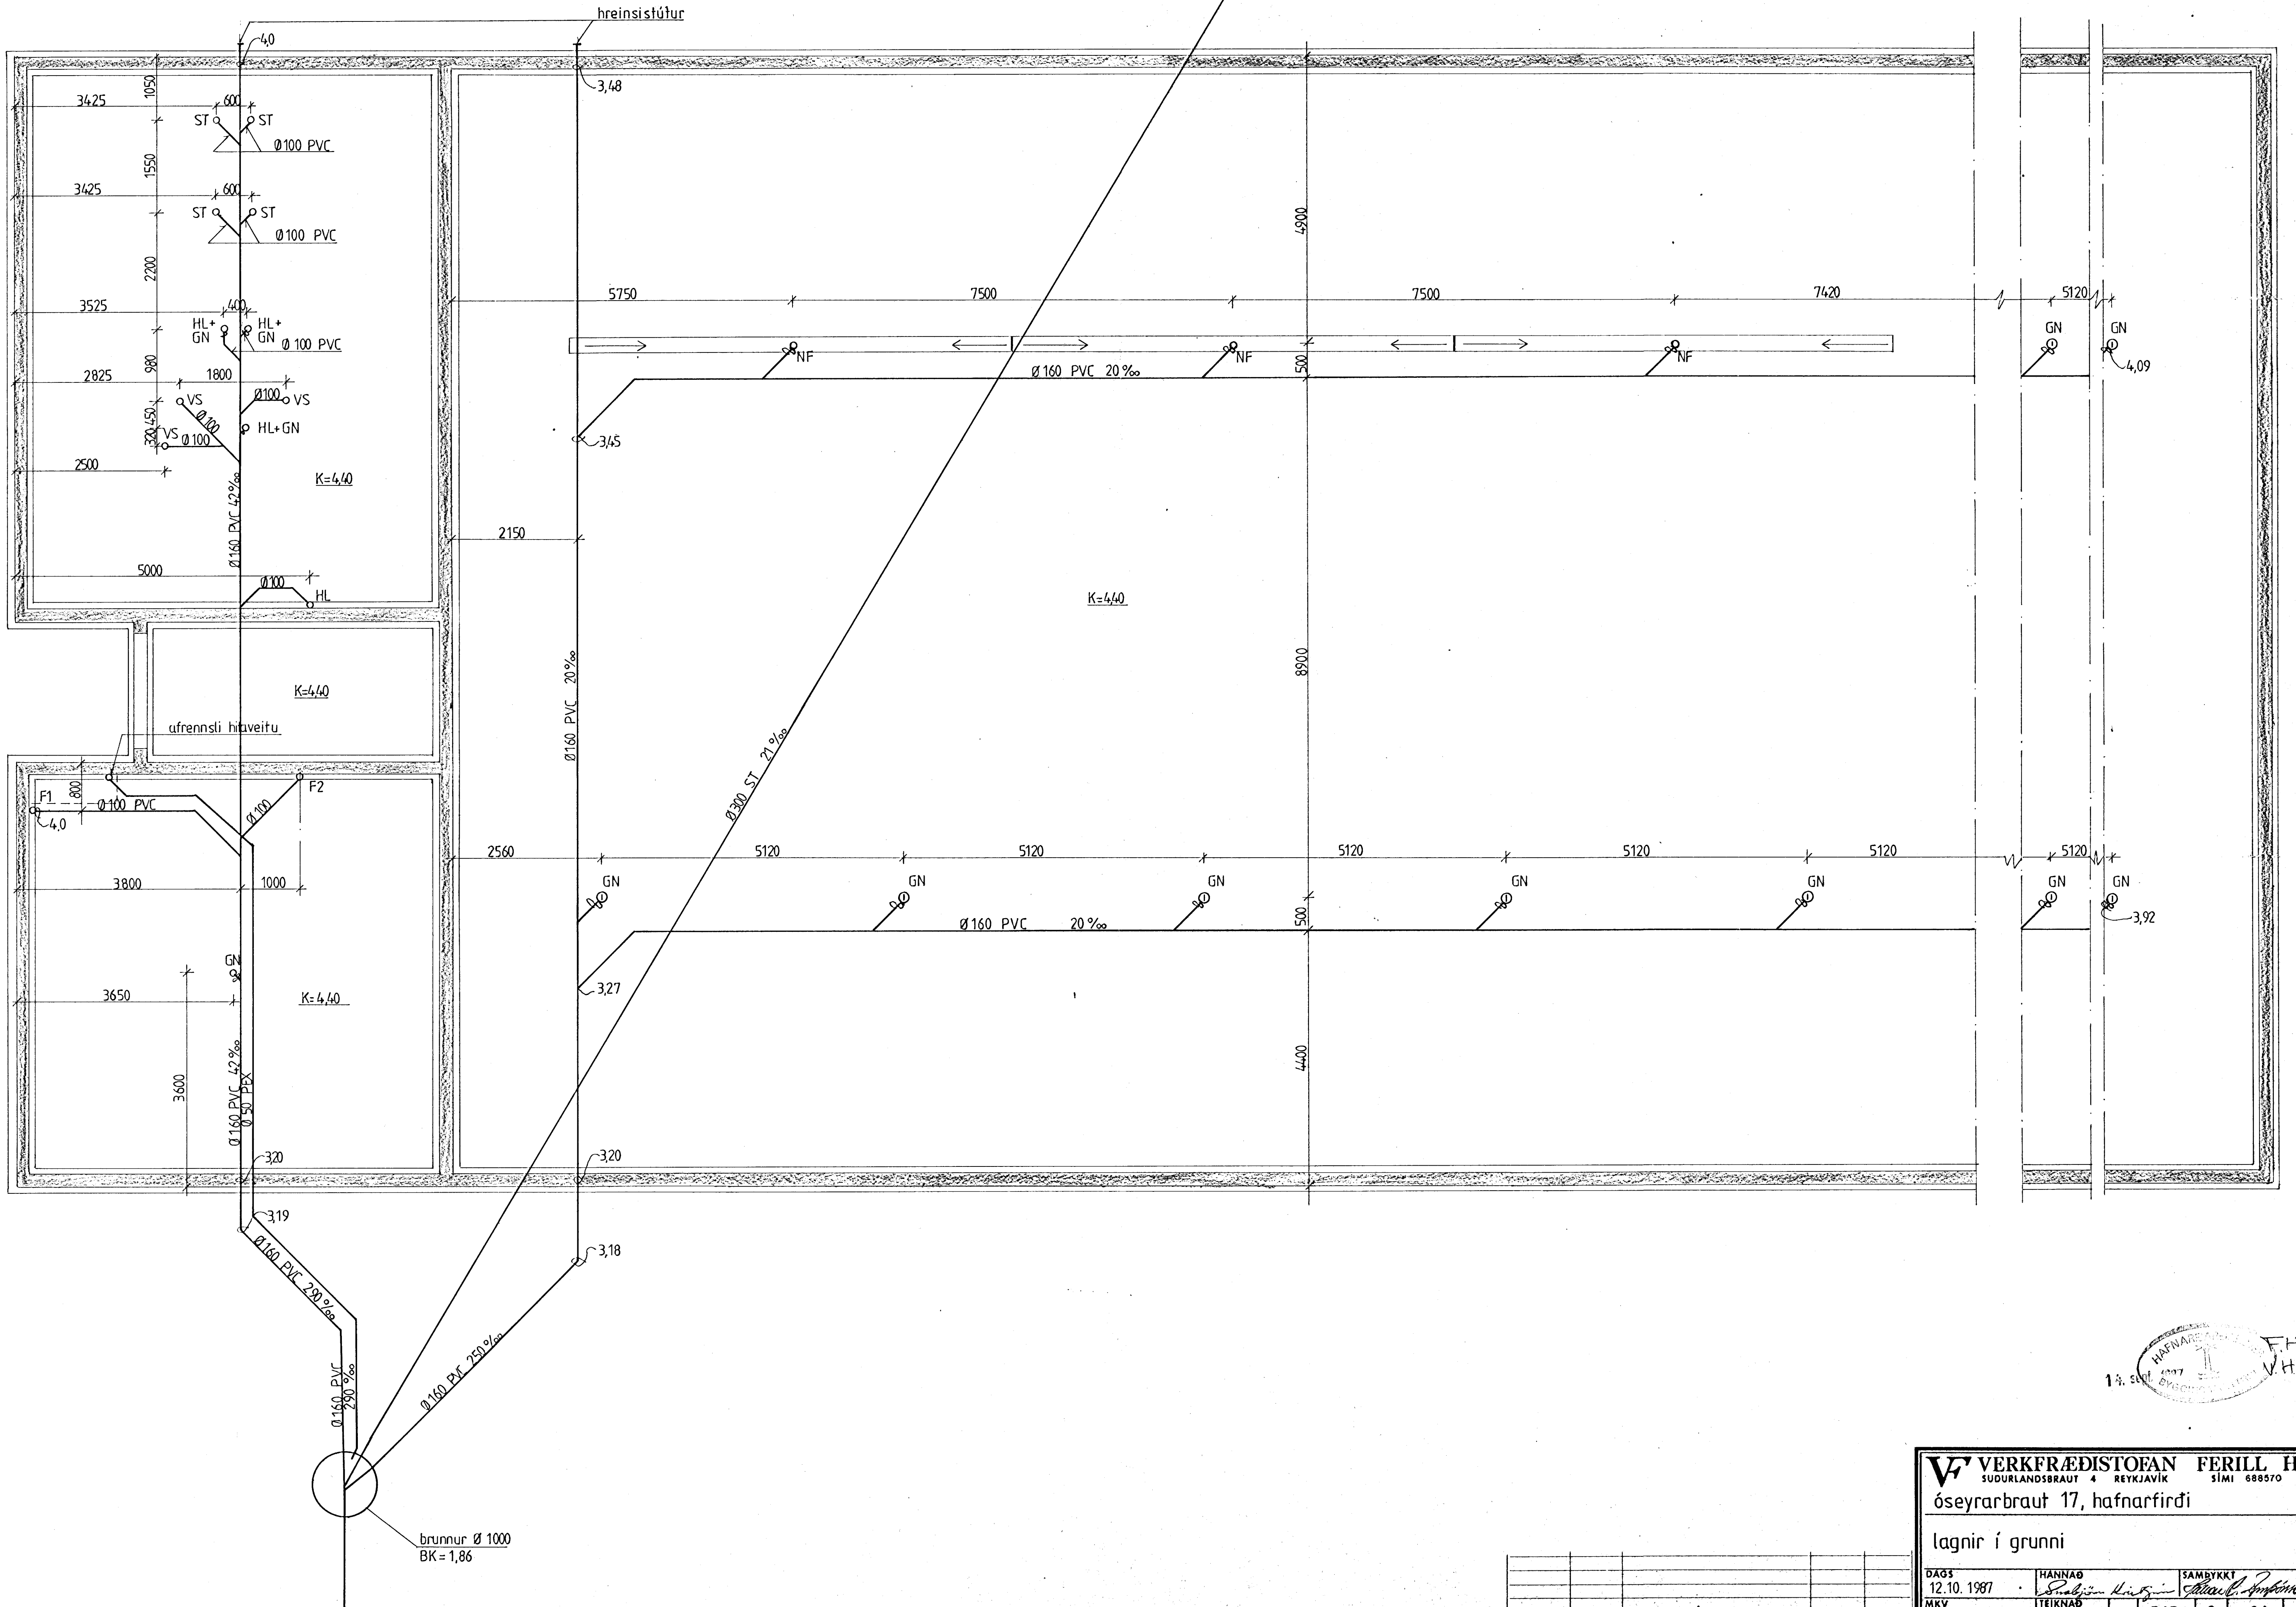 hreinsistútur
4.0
3,48
1050
3425
600
ST
ST
Ø100 PVC
1550
3425
600
ST
ST
Ø100 PVC
2200
4900
3525
400
HL+
GN
HL+
GN
Ø 100 PVC
5750
7500
7500
7420
5120
GN
GN
4,09
NF
NF
NF
500
Ø 160 PVC 20‰
980
2825
1800
VS
Ø100
VS
Ø100
450
HL+GN
320
VS
Ø100
3,45
2500
K=4,40
Ø160 PVC 42‰
2150
5000
Ø100
HL
K=4,40
8900
Ø160 PVC 20‰
K=4,40
afrennsli hitaveitu
Ø300 ST 21‰
F1
800
Ø100 PVC
4.0
Ø100
F2
2560
5120
5120
5120
5120
5120
5120
3800
1000
GN
GN
GN
GN
GN
GN
GN
3,92
500
Ø160 PVC 20‰
GN
3650
K=4,40
3,27
3600
Ø160 PVC 42‰
Ø 50 PEX
4400
3,20
3,20
3,19
3,18
Ø160 PVC 290‰
Ø160 PVC 250‰
Ø160 PVC
290‰
brunnur Ø 1000
BK = 1,86
VF VERKFRÆÐISTOFAN FERILL H
SUÐURLANDSBRAUT 4 REYKJAVÍK SÍMI 688570
óseyrarbraut 17, hafnarfirði
lagnir í grunni
DAGS
12.10. 1987
HANNAÐ
SAMÞYKKT
MKV
TEIKNAÐ